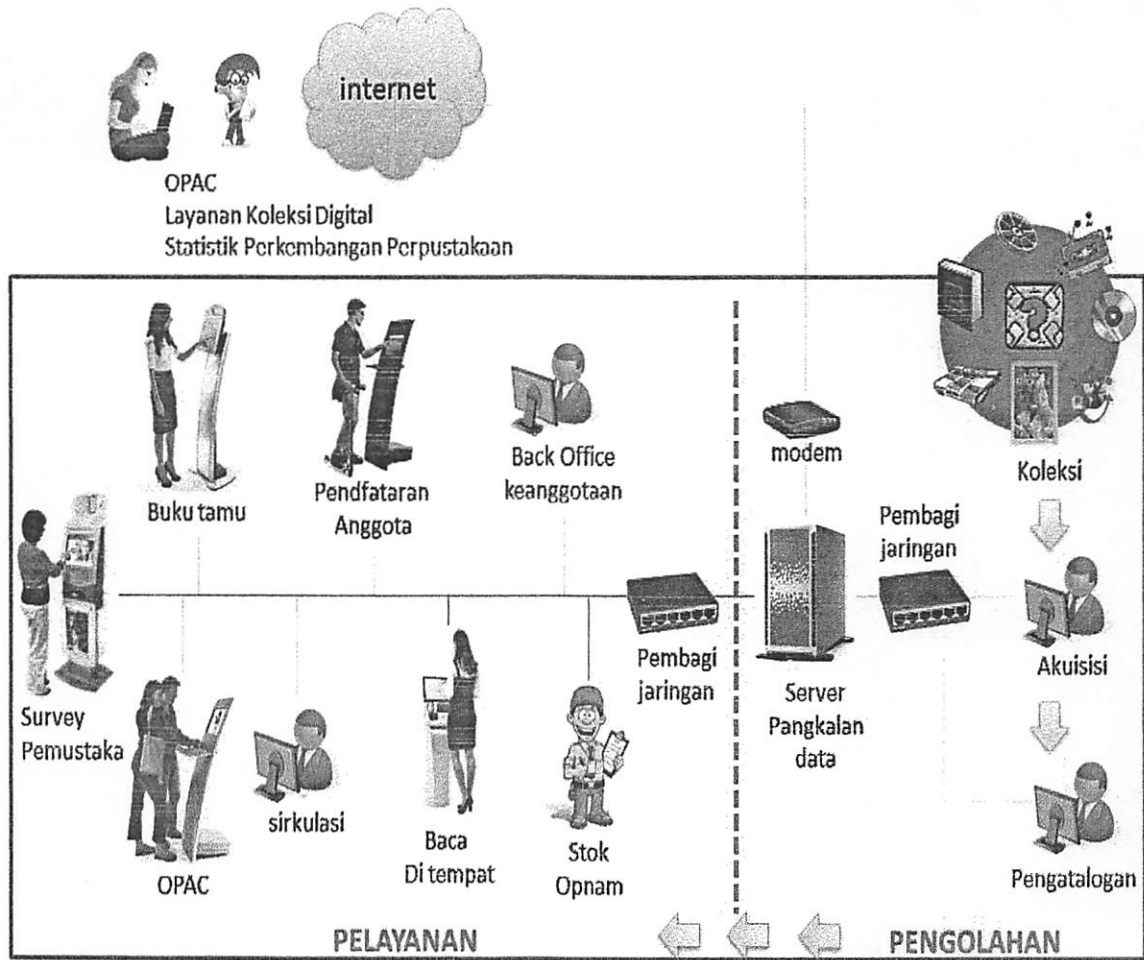 internet
OPAC
Layanan Koleksi Digital
Statistik Perkembangan Perpustakaan
Buku tamu
Pendfataran
Anggota
Back Office
keanggotaan
modem
Koleksi
Pembagi
jaringan
Survey
Pemustaka
OPAC
sirkulasi
Baca
Di tempat
Stok
Opnam
Pembagi
jaringan
Server
Pangkalan
data
Akuisisi
Pengatalogan
PELAYANAN
PENGOLAHAN